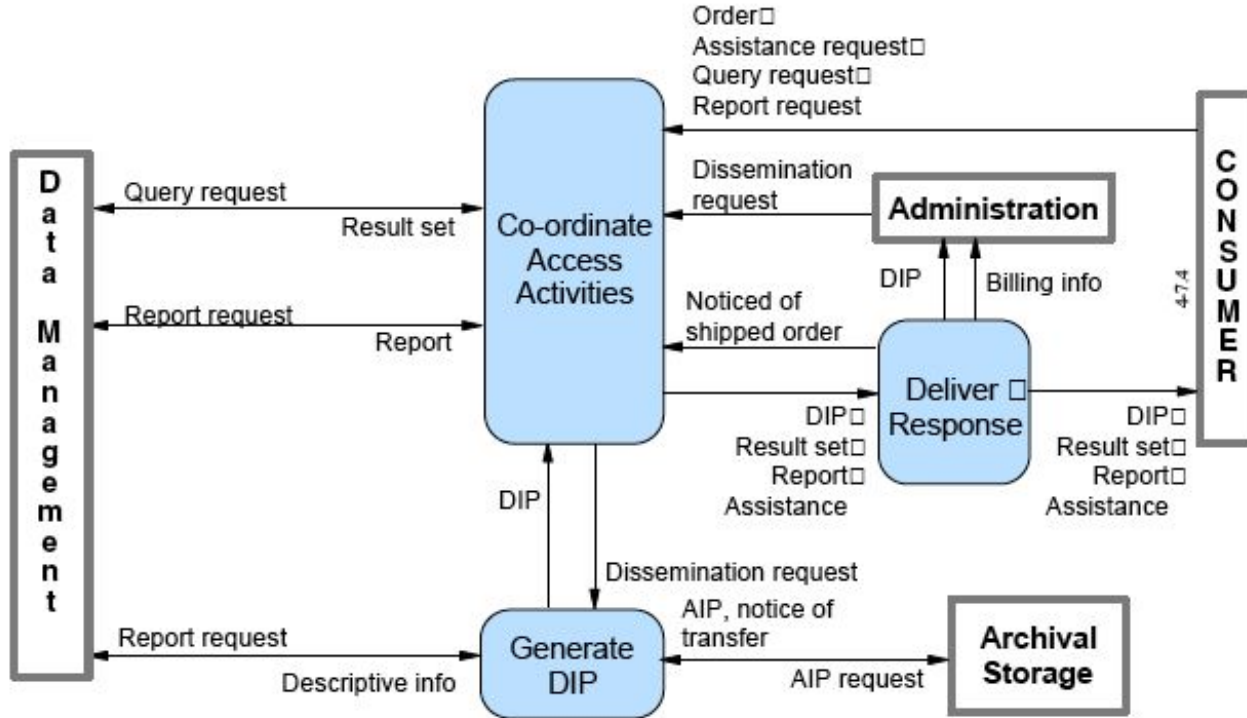 Order□
Assistance request□
Query request□
Report request
CONSUMER
4-7.4
Data Management
Query request
Result set
Co-ordinate
Access
Activities
Dissemination
request
Administration
DIP
Billing info
Report request
Report
Noticed of
shipped order
Deliver □
Response
DIP□
Result set□
Report□
Assistance
DIP□
Result set□
Report□
Assistance
DIP
Dissemination request
Report request
Descriptive info
Generate
DIP
AIP, notice of
transfer
AIP request
Archival
Storage